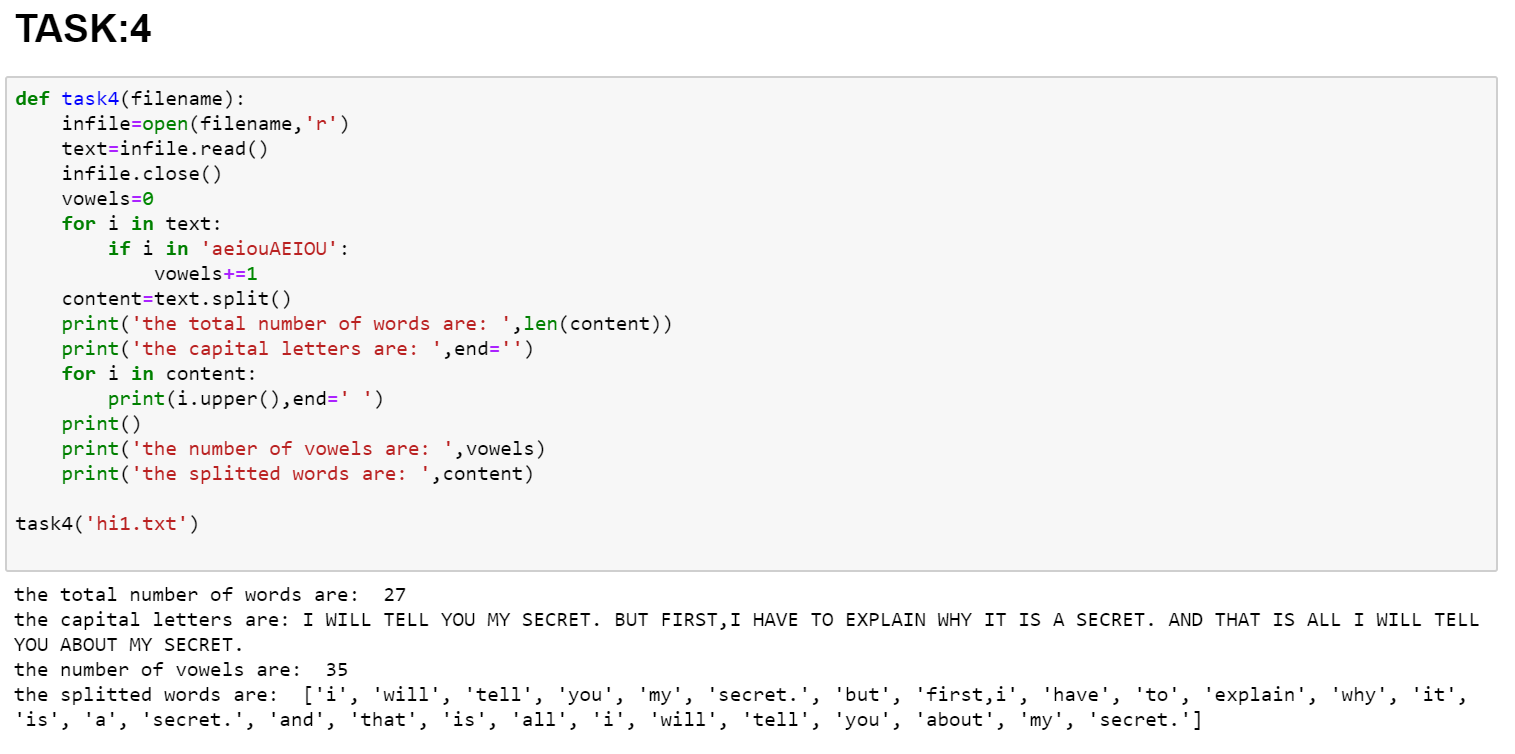 TASK:4
def task4(filename):
    infile=open(filename,'r')
    text=infile.read()
    infile.close()
    vowels=0
    for i in text:
        if i in 'aeiouAEIOU':
            vowels+=1
    content=text.split()
    print('the total number of words are: ',len(content))
    print('the capital letters are: ',end='')
    for i in content:
        print(i.upper(),end=' ')
    print()
    print('the number of vowels are: ',vowels)
    print('the splitted words are: ',content)
task4('hi1.txt')
the total number of words are:  27
the capital letters are: I WILL TELL YOU MY SECRET. BUT FIRST,I HAVE TO EXPLAIN WHY IT IS A SECRET. AND THAT IS ALL I WILL TELL
YOU ABOUT MY SECRET.
the number of vowels are:  35
the splitted words are:  ['i', 'will', 'tell', 'you', 'my', 'secret.', 'but', 'first,i', 'have', 'to', 'explain', 'why', 'it',
'is', 'a', 'secret.', 'and', 'that', 'is', 'all', 'i', 'will', 'tell', 'you', 'about', 'my', 'secret.']